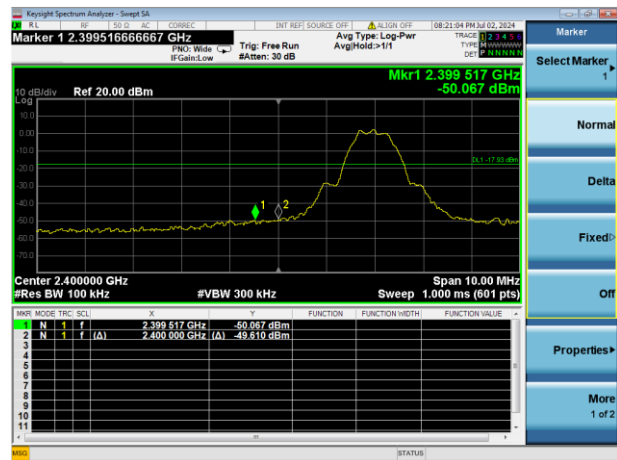 Keysight Spectrum Analyzer - Swept SA
RL RF 50 Ω AC CORREC INT REF SOURCE OFF ALIGN OFF 08:21:04 PM Jul 02, 2024
Marker 1 2.399516666667 GHz
PNO: Wide
IFGain:Low
Trig: Free Run
#Atten: 30 dB
Avg Type: Log-Pwr
Avg|Hold:>1/1
TRACE 1 2 3 4 5 6
TYPE M W W W W W
DET P N N N N N
Mkr1 2.399 517 GHz
-50.067 dBm
10 dB/div Ref 20.00 dBm
Log
10.0
0.00
-10.0
DL1 -17.93 dBm
-20.0
-30.0
-40.0
1 2
-50.0
-60.0
-70.0
Center 2.400000 GHz Span 10.00 MHz
#Res BW 100 kHz #VBW 300 kHz Sweep 1.000 ms (601 pts)
MKR MODE TRC SCL X Y FUNCTION FUNCTION WIDTH FUNCTION VALUE
1 N 1 f 2.399 517 GHz -50.067 dBm
2 N 1 f (Δ) 2.400 000 GHz (Δ) -49.610 dBm
3
4
5
6
7
8
9
10
11
MSG STATUS
Marker
Select Marker
1
Normal
Delta
Fixed
Off
Properties
More
1 of 2